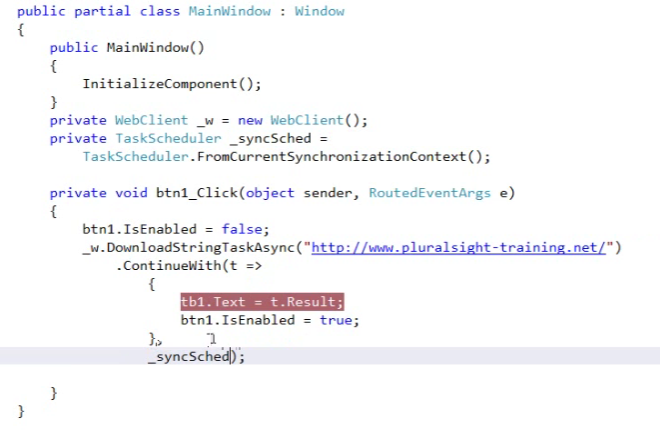 public partial class MainWindow : Window
{
    public MainWindow()
    {
        InitializeComponent();
    }
    private WebClient _w = new WebClient();
    private TaskScheduler _syncSched =
        TaskScheduler.FromCurrentSynchronizationContext();

    private void btn1_Click(object sender, RoutedEventArgs e)
    {
        btn1.IsEnabled = false;
        _w.DownloadStringTaskAsync("http://www.pluralsight-training.net/")
            .ContinueWith(t =>
                {
                    tb1.Text = t.Result;
                    btn1.IsEnabled = true;
                },
                _syncSched);

    }
}